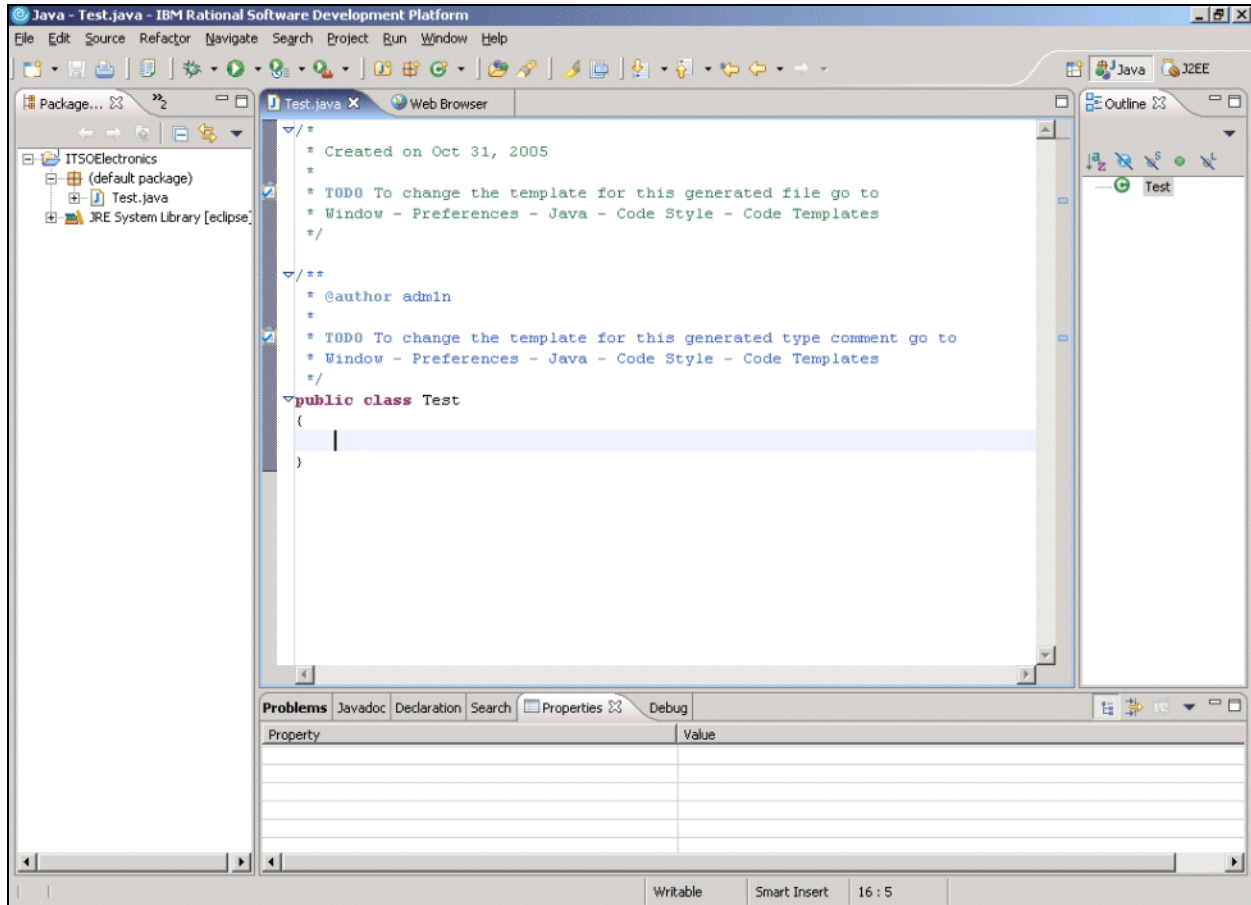 Java - Test.java - IBM Rational Software Development Platform
File Edit Source Refactor Navigate Search Project Run Window Help
Java J2EE
Package... »2
Test.java Web Browser
Outline
ITSOElectronics
(default package)
Test.java
JRE System Library [eclipse]
/*
* Created on Oct 31, 2005
*
* TODO To change the template for this generated file go to
* Window - Preferences - Java - Code Style - Code Templates
*/
/**
* @author adm1n
*
* TODO To change the template for this generated type comment go to
* Window - Preferences - Java - Code Style - Code Templates
*/
public class Test
{
}
Test
Problems Javadoc Declaration Search Properties Debug
Property Value
Writable Smart Insert 16 : 5